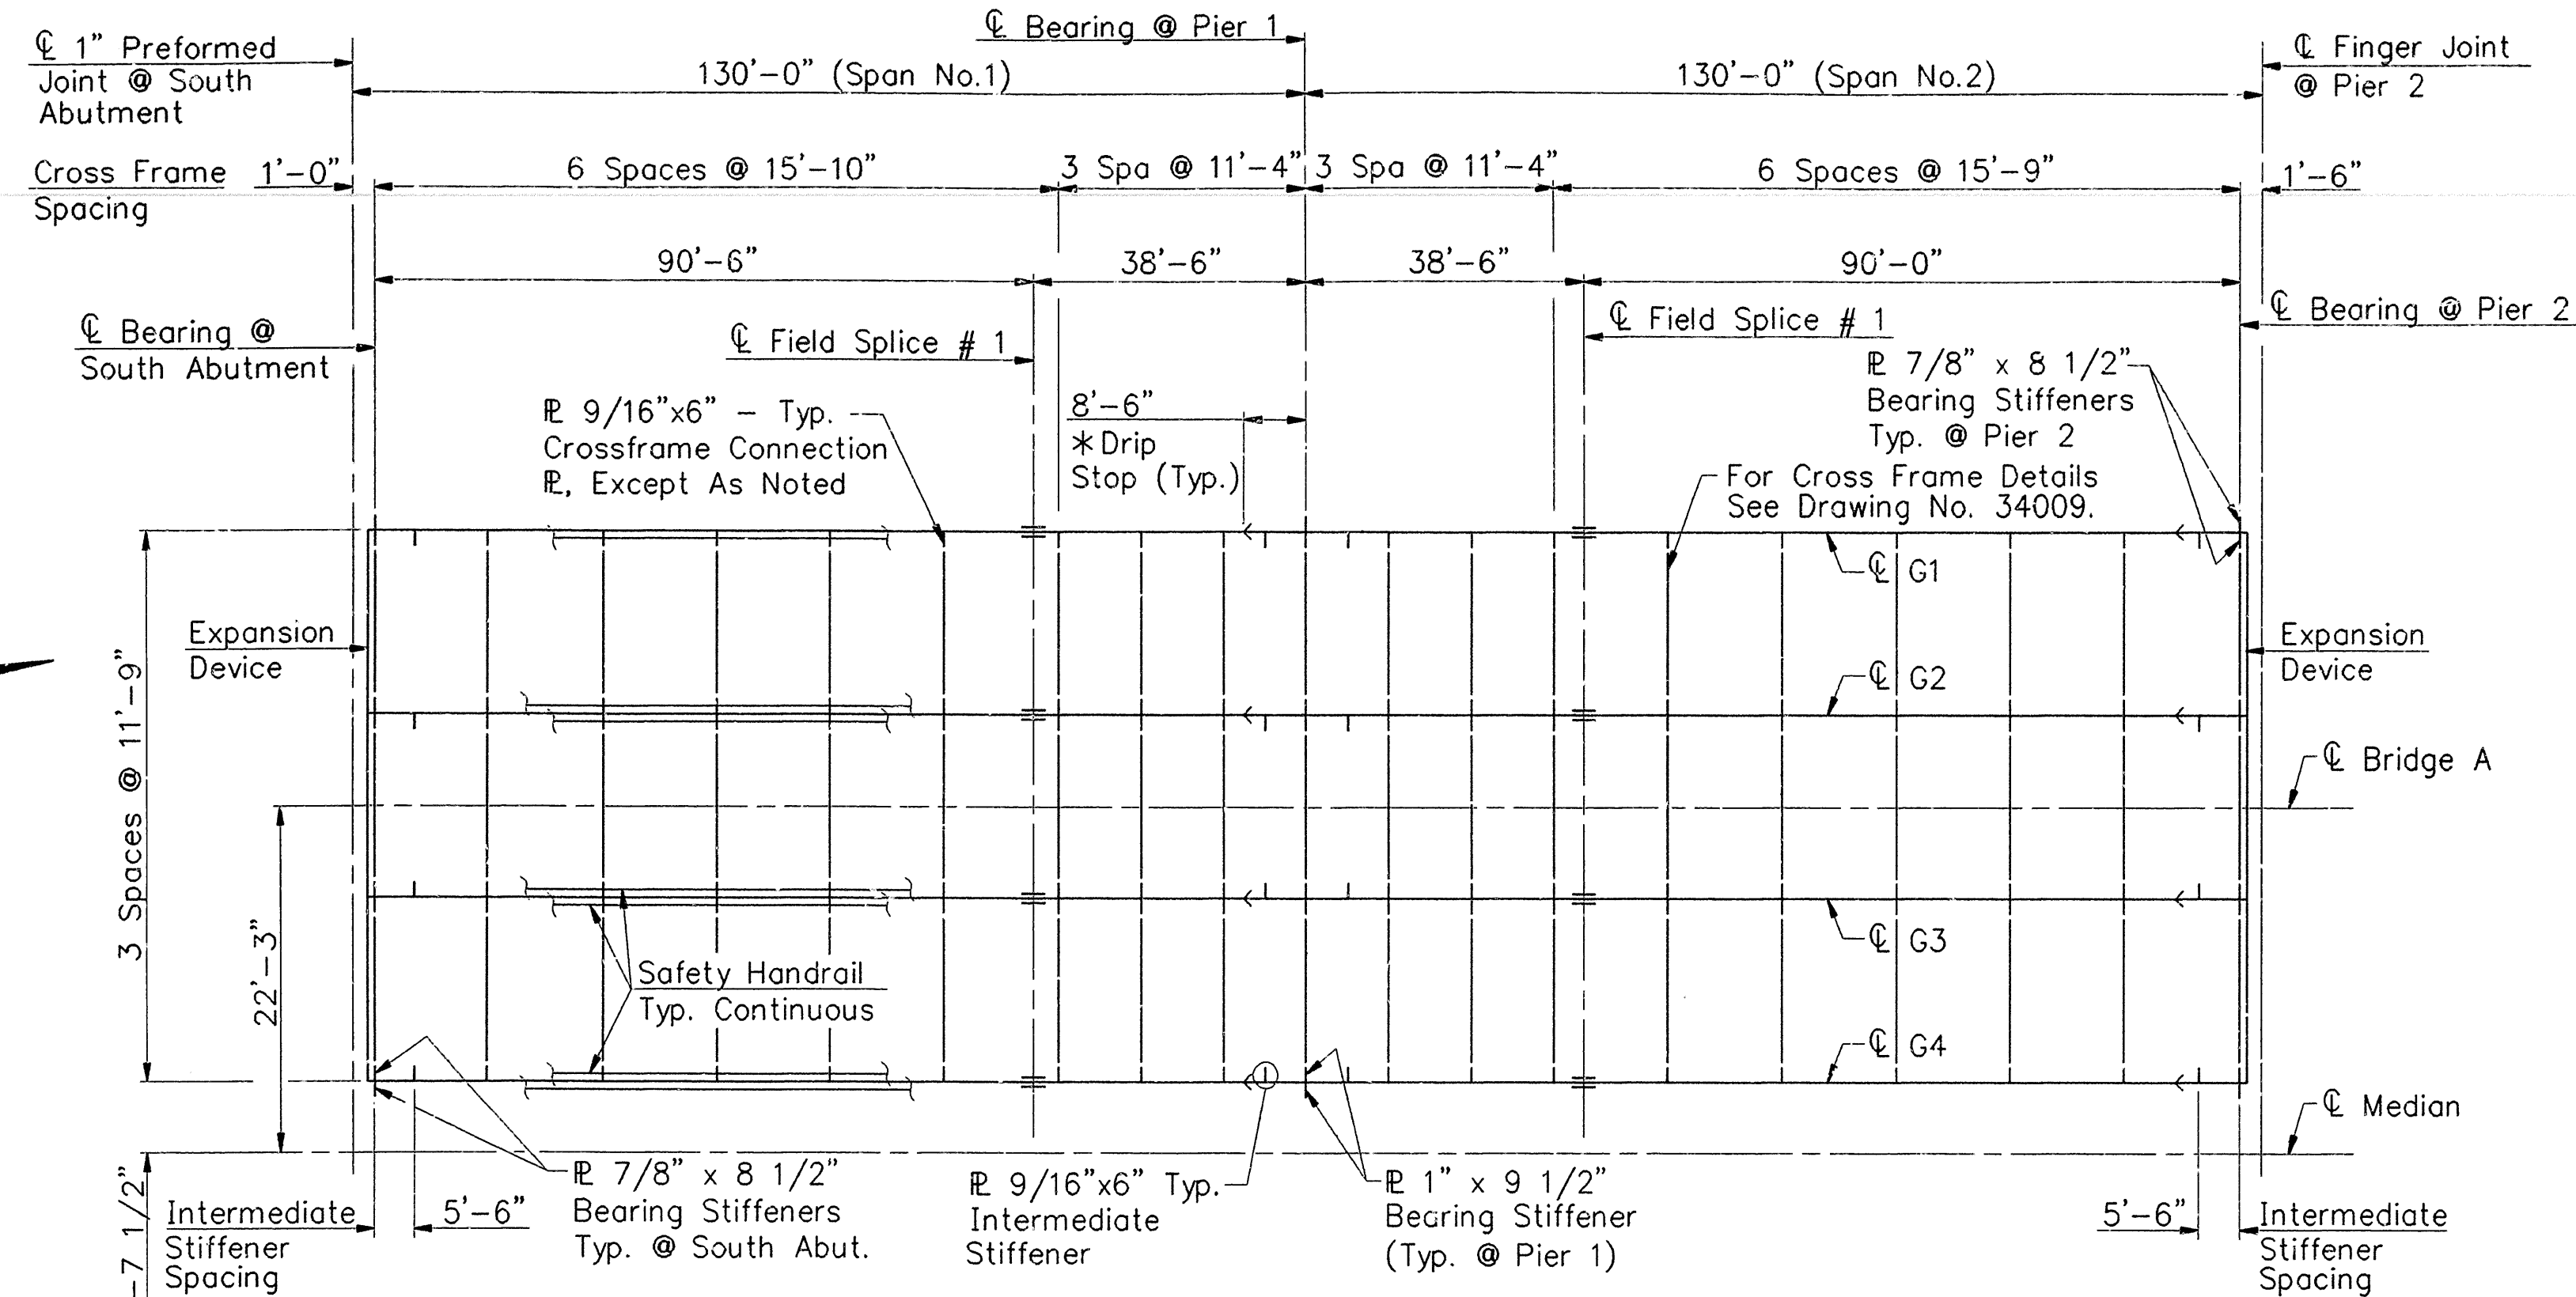 ℄ Bearing @ Pier 1
℄ 1” Preformed
Joint @ South
Abutment
130’-0” (Span No.1)
130’-0” (Span No.2)
℄ Finger Joint
@ Pier 2
Cross Frame
Spacing
1’-0”
6 Spaces @ 15’-10”
3 Spa @ 11’-4”
3 Spa @ 11’-4”
6 Spaces @ 15’-9”
1’-6”
90’-6”
38’-6”
38’-6”
90’-0”
℄ Bearing @
South Abutment
℄ Field Splice # 1
℄ Field Splice # 1
℄ Bearing @ Pier 2
℄ 9/16”x6” - Typ.
Crossframe Connection
℄, Except As Noted
8’-6”
*Drip
Stop (Typ.)
℄ 7/8” x 8 1/2”
Bearing Stiffeners
Typ. @ Pier 2
For Cross Frame Details
See Drawing No. 34009.
℄ G1
Expansion
Device
3 Spaces @ 11’-9”
℄ G2
Expansion
Device
℄ Bridge A
22’-3”
℄ G3
Safety Handrail
Typ. Continuous
℄ G4
℄ Median
-7 1/2”
Intermediate
Stiffener
Spacing
5’-6”
℄ 7/8” x 8 1/2”
Bearing Stiffeners
Typ. @ South Abut.
℄ 9/16”x6” Typ.
Intermediate
Stiffener
℄ 1” x 9 1/2”
Bearing Stiffener
(Typ. @ Pier 1)
5’-6”
Intermediate
Stiffener
Spacing